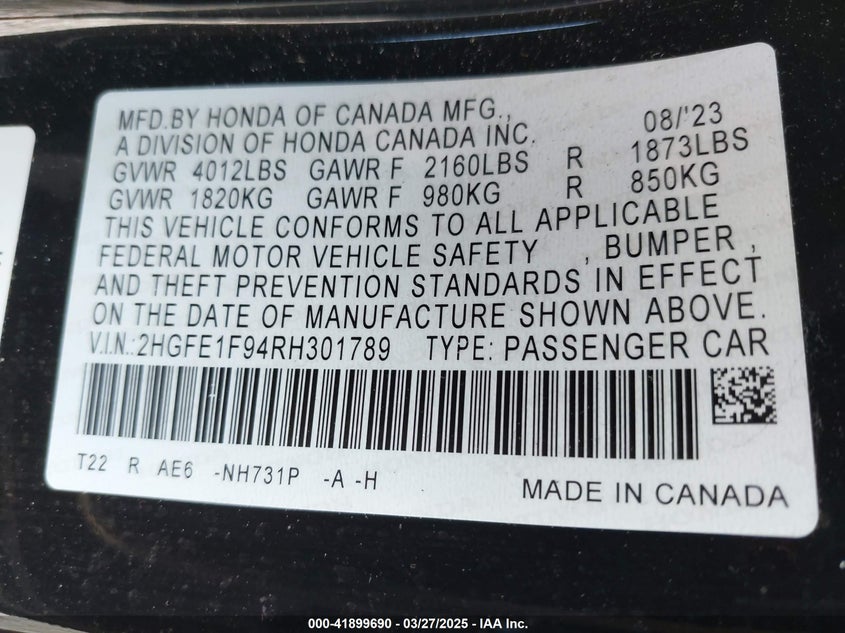 MFD.BY HONDA OF CANADA MFG., 08/'23
A DIVISION OF HONDA CANADA INC.
GVWR 4012LBS GAWR F 2160LBS R 1873LBS
GVWR 1820KG GAWR F 980KG R 850KG
THIS VEHICLE CONFORMS TO ALL APPLICABLE
FEDERAL MOTOR VEHICLE SAFETY , BUMPER ,
AND THEFT PREVENTION STANDARDS IN EFFECT
ON THE DATE OF MANUFACTURE SHOWN ABOVE.
V.I.N.:2HGFE1F94RH301789 TYPE: PASSENGER CAR
T22 R AE6 -NH731P -A -H
MADE IN CANADA
000-41899690 - 03/27/2025 - IAA Inc.